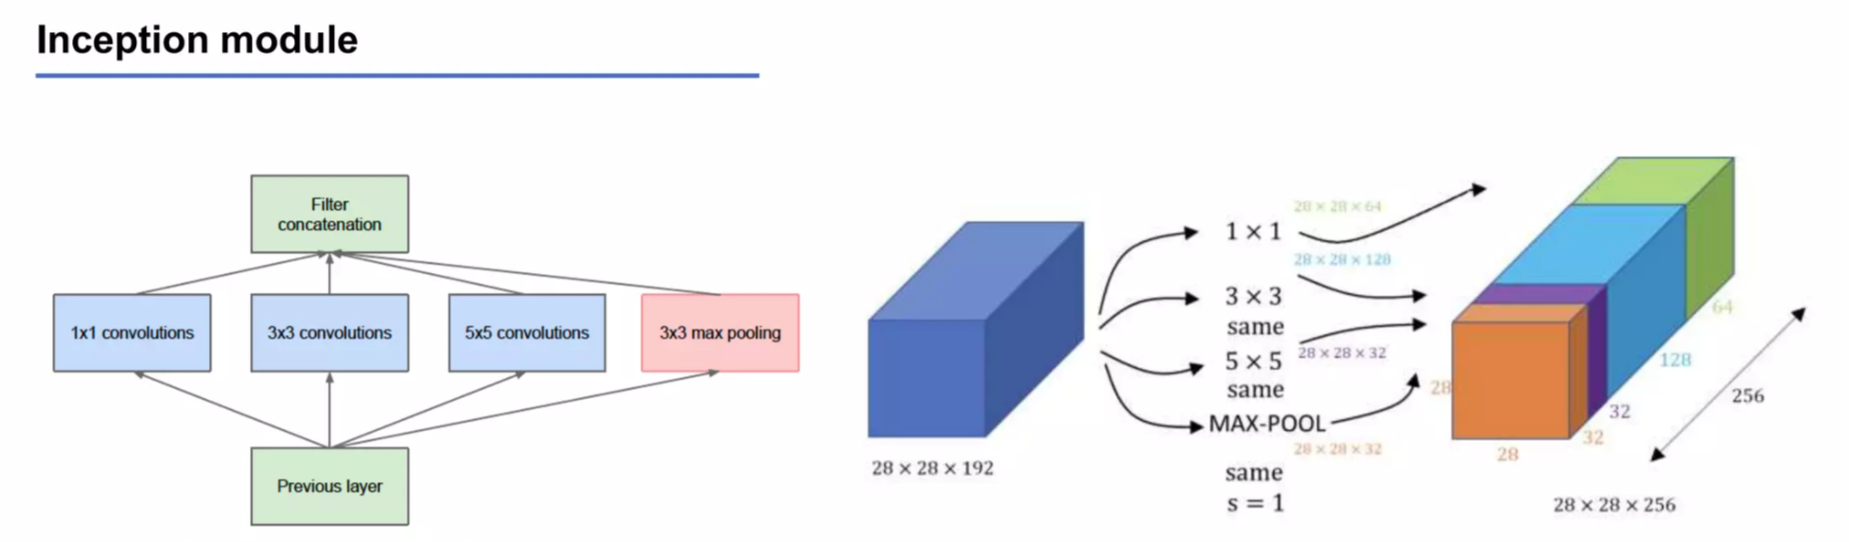 Inception module
Filter
concatenation
1x1 convolutions
3x3 convolutions
5x5 convolutions
3x3 max pooling
Previous layer
28 × 28 × 192
28 × 28 × 64
1 × 1
28 × 28 × 128
3 × 3
same
28 × 28 × 32
5 × 5
same
MAX-POOL
28 × 28 × 32
same
s = 1
64
128
256
32
32
28
28
28 × 28 × 256